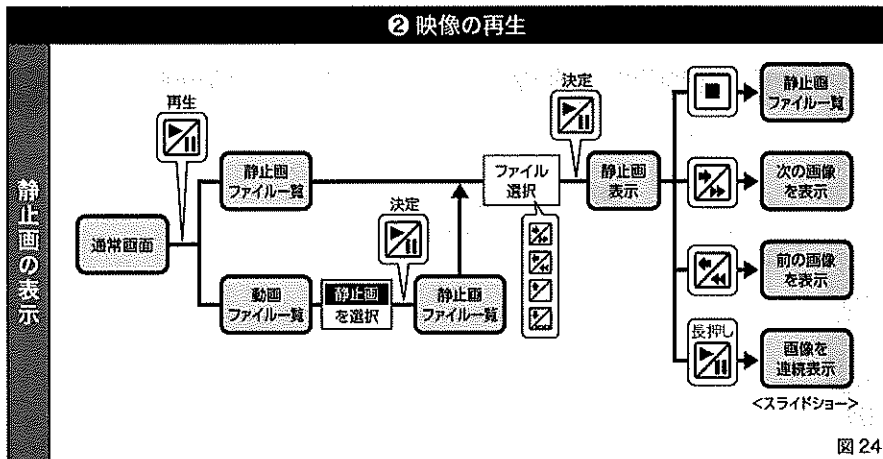 ❷ 映像の再生
静止画の表示
再生
通常画面
静止画
ファイル一覧
動画
ファイル一覧
静止画
を選択
決定
静止画
ファイル一覧
ファイル
選択
決定
静止画
表示
静止画
ファイル一覧
次の画像
を表示
前の画像
を表示
長押し
画像を
連続表示
<スライドショー>
図 24